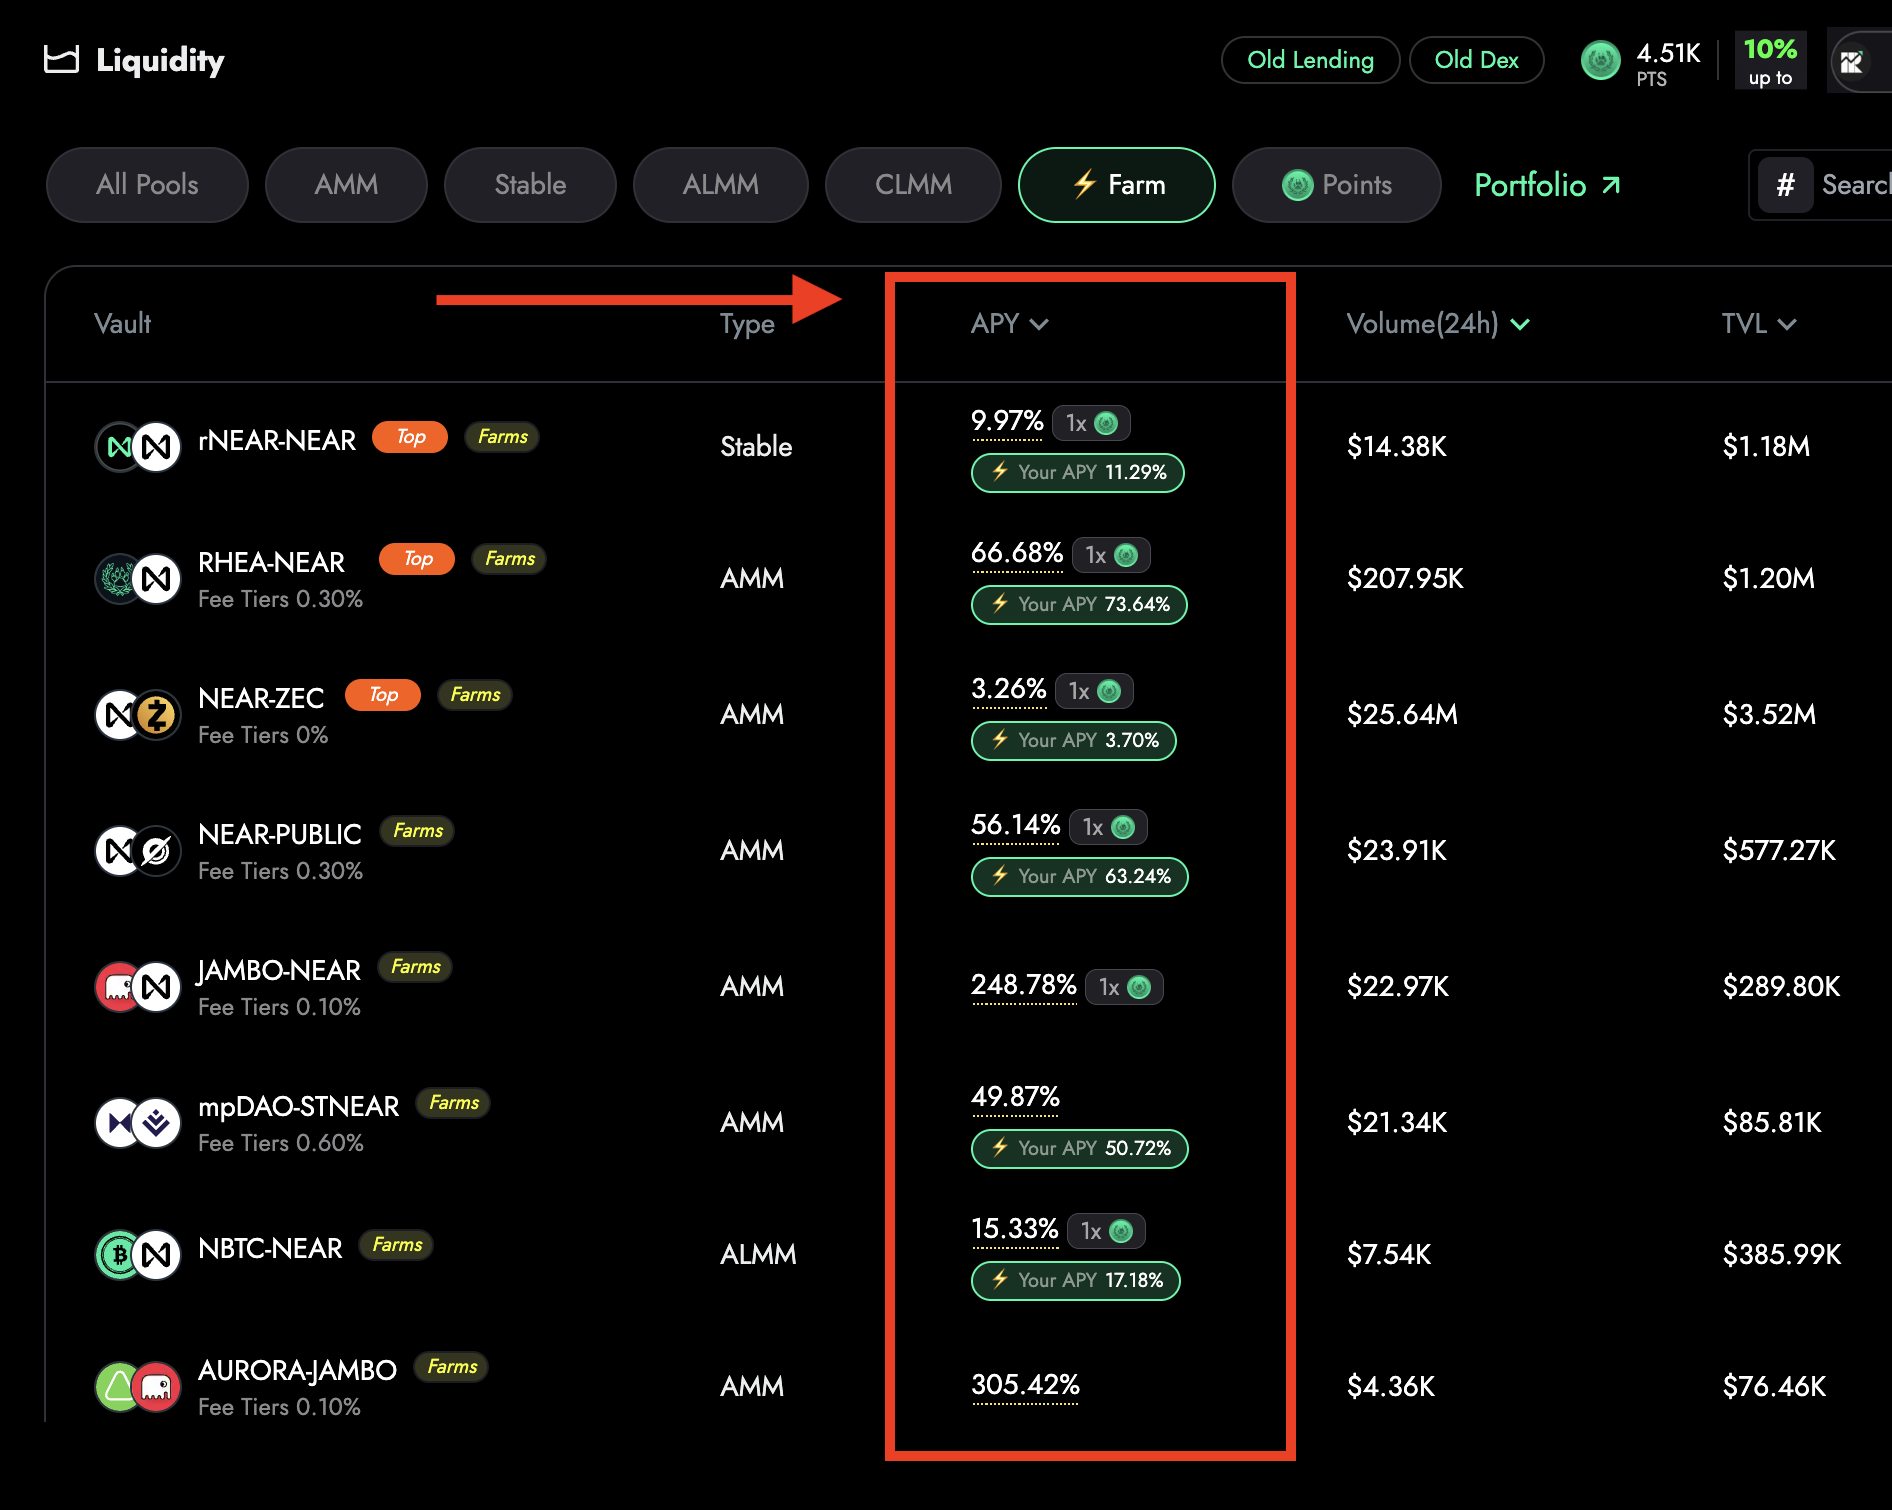 Liquidity
Old Lending
Old Dex
4.51K
PTS
10%
up to
All Pools
AMM
Stable
ALMM
CLMM
Farm
Points
Portfolio
#
Vault
Type
APY
Volume(24h)
TVL
rNEAR-NEAR Top Farms
Stable
9.97% 1x
Your APY 11.29%
$14.38K
$1.18M
RHEA-NEAR Top Farms
Fee Tiers 0.30%
AMM
66.68% 1x
Your APY 73.64%
$207.95K
$1.20M
NEAR-ZEC Top Farms
Fee Tiers 0%
AMM
3.26% 1x
Your APY 3.70%
$25.64M
$3.52M
NEAR-PUBLIC Farms
Fee Tiers 0.30%
AMM
56.14% 1x
Your APY 63.24%
$23.91K
$577.27K
JAMBO-NEAR Farms
Fee Tiers 0.10%
AMM
248.78% 1x
$22.97K
$289.80K
mpDAO-STNEAR Farms
Fee Tiers 0.60%
AMM
49.87%
Your APY 50.72%
$21.34K
$85.81K
NBTC-NEAR Farms
ALMM
15.33% 1x
Your APY 17.18%
$7.54K
$385.99K
AURORA-JAMBO Farms
Fee Tiers 0.10%
AMM
305.42%
$4.36K
$76.46K